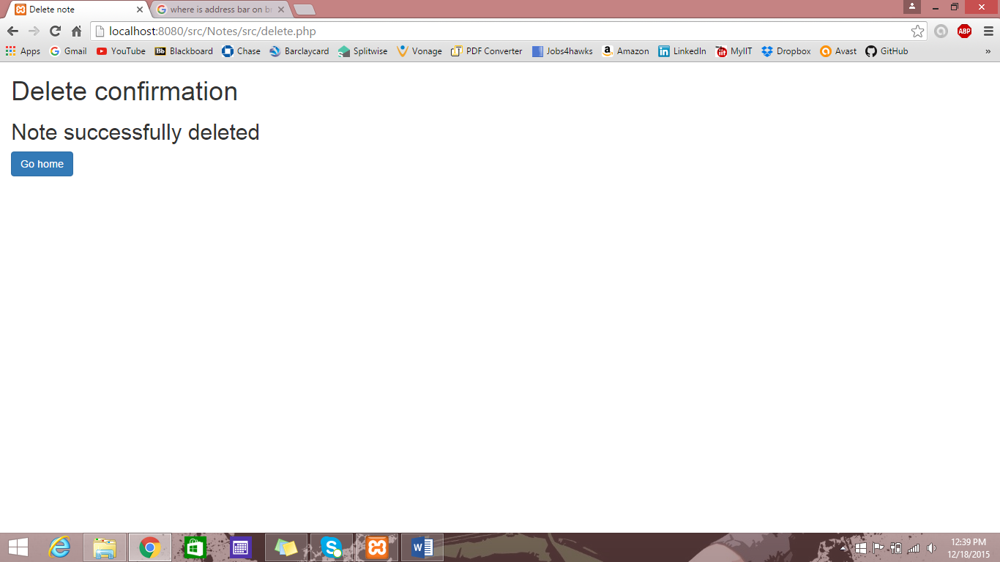 Delete note
where is address bar on b
localhost:8080/src/Notes/src/delete.php
ABP
Apps Gmail YouTube Bb Blackboard Chase Barclaycard Splitwise Vonage PDF Converter Jobs4hawks a Amazon in LinkedIn MyIIT Dropbox Avast GitHub »
Delete confirmation
Note successfully deleted
Go home
12:39 PM
12/18/2015